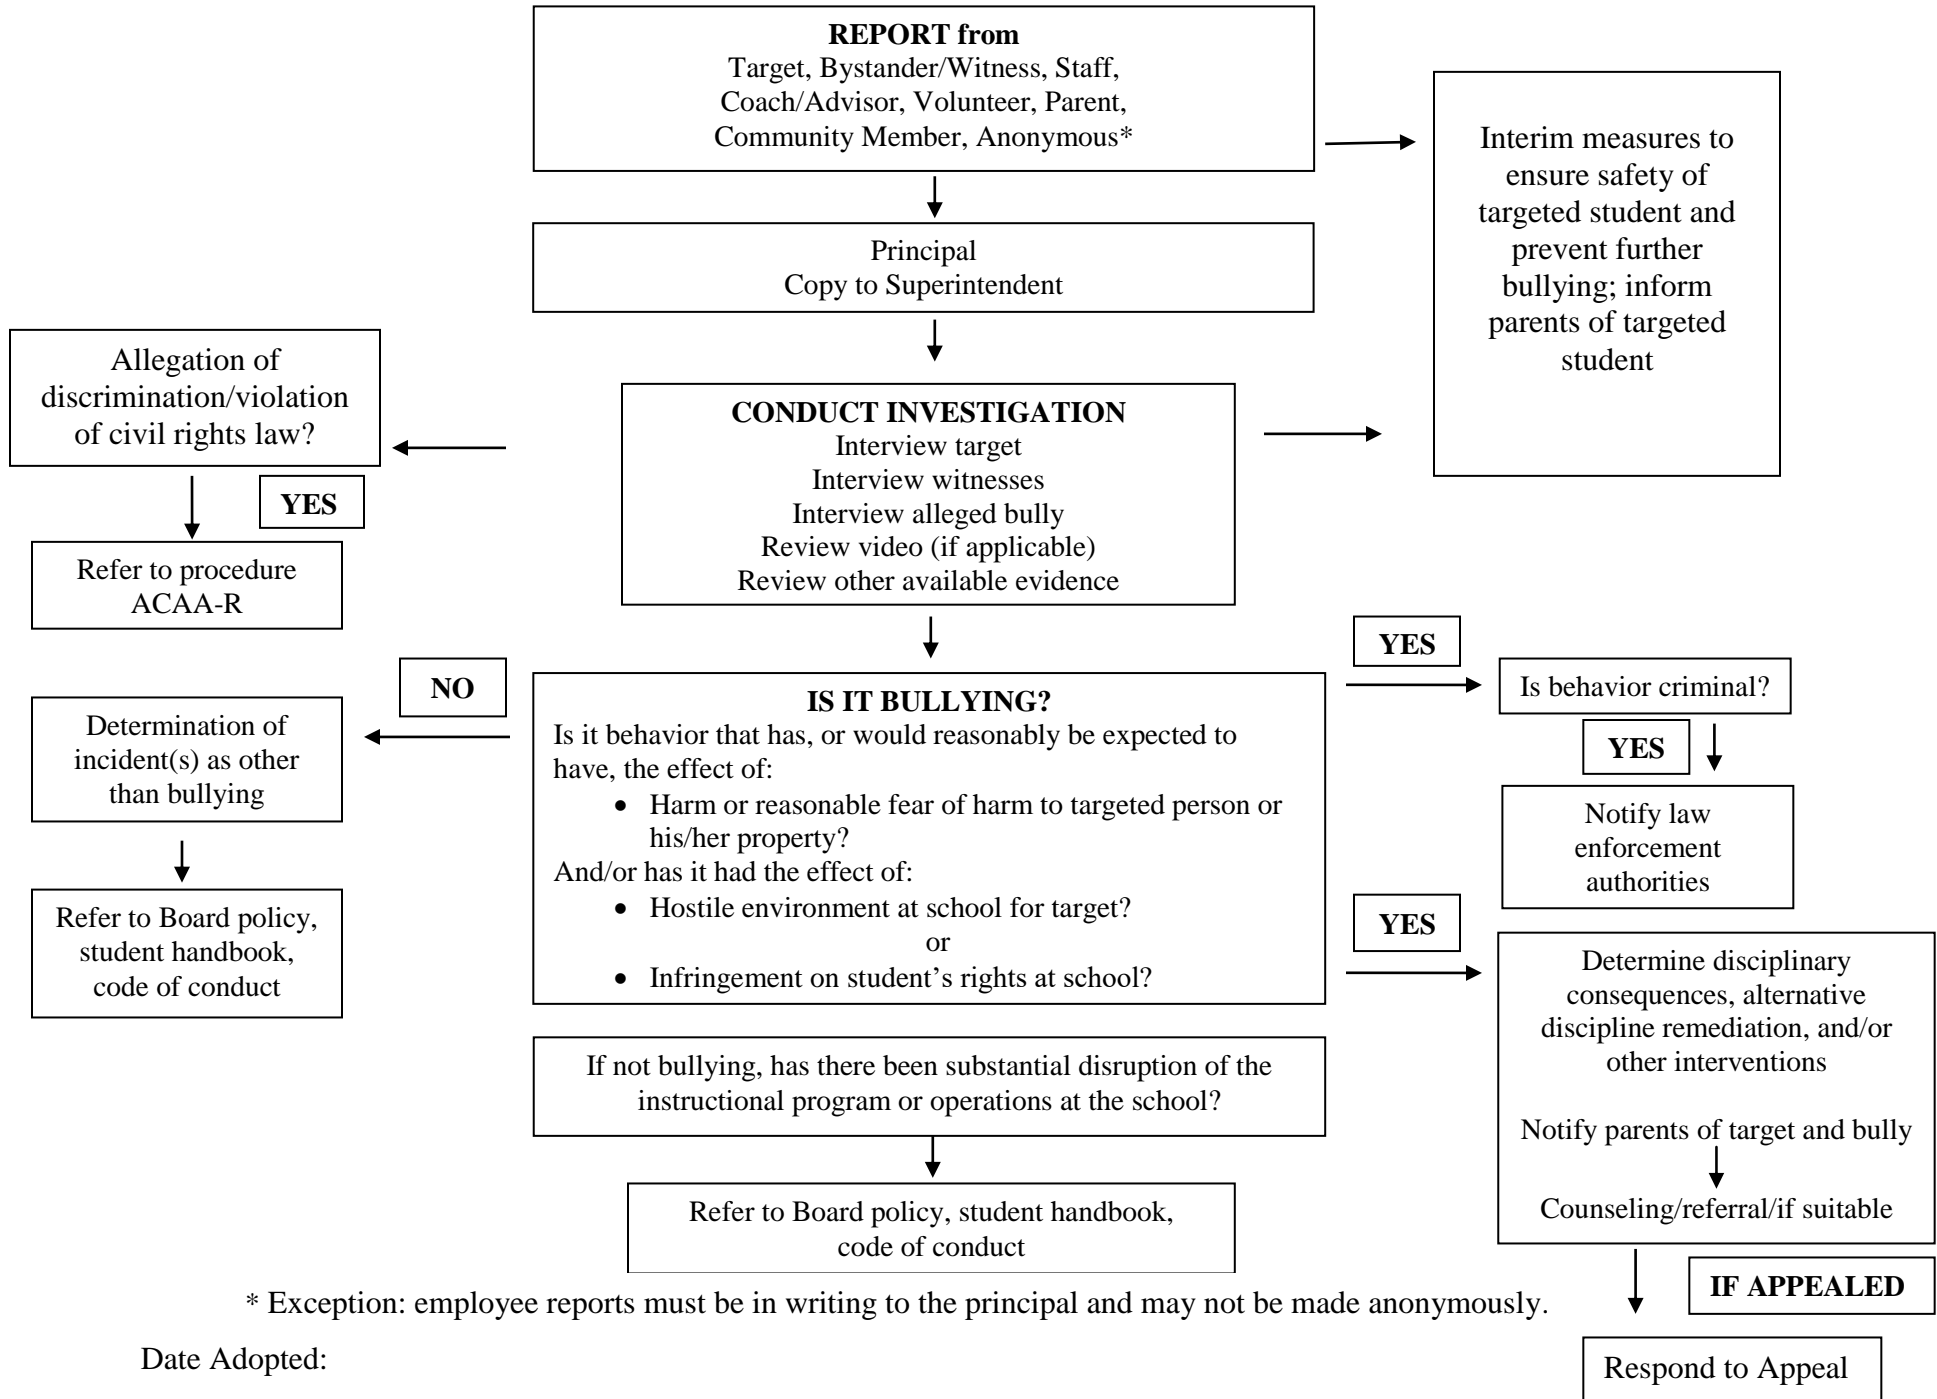 REPORT from
Target, Bystander/Witness, Staff,
Coach/Advisor, Volunteer, Parent,
Community Member, Anonymous*
Interim measures to
ensure safety of
targeted student and
prevent further
bullying; inform
parents of targeted
student
Principal
Copy to Superintendent
Allegation of
discrimination/violation
of civil rights law?
YES
Refer to procedure
ACAA-R
CONDUCT INVESTIGATION
Interview target
Interview witnesses
Interview alleged bully
Review video (if applicable)
Review other available evidence
NO
Determination of
incident(s) as other
than bullying
Refer to Board policy,
student handbook,
code of conduct
IS IT BULLYING?
Is it behavior that has, or would reasonably be expected to
have, the effect of:
• Harm or reasonable fear of harm to targeted person or
his/her property?
And/or has it had the effect of:
• Hostile environment at school for target?
or
• Infringement on student’s rights at school?
YES
Is behavior criminal?
YES
Notify law
enforcement
authorities
YES
Determine disciplinary
consequences, alternative
discipline remediation, and/or
other interventions
Notify parents of target and bully
Counseling/referral/if suitable
If not bullying, has there been substantial disruption of the
instructional program or operations at the school?
Refer to Board policy, student handbook,
code of conduct
IF APPEALED
* Exception: employee reports must be in writing to the principal and may not be made anonymously.
Date Adopted:
Respond to Appeal